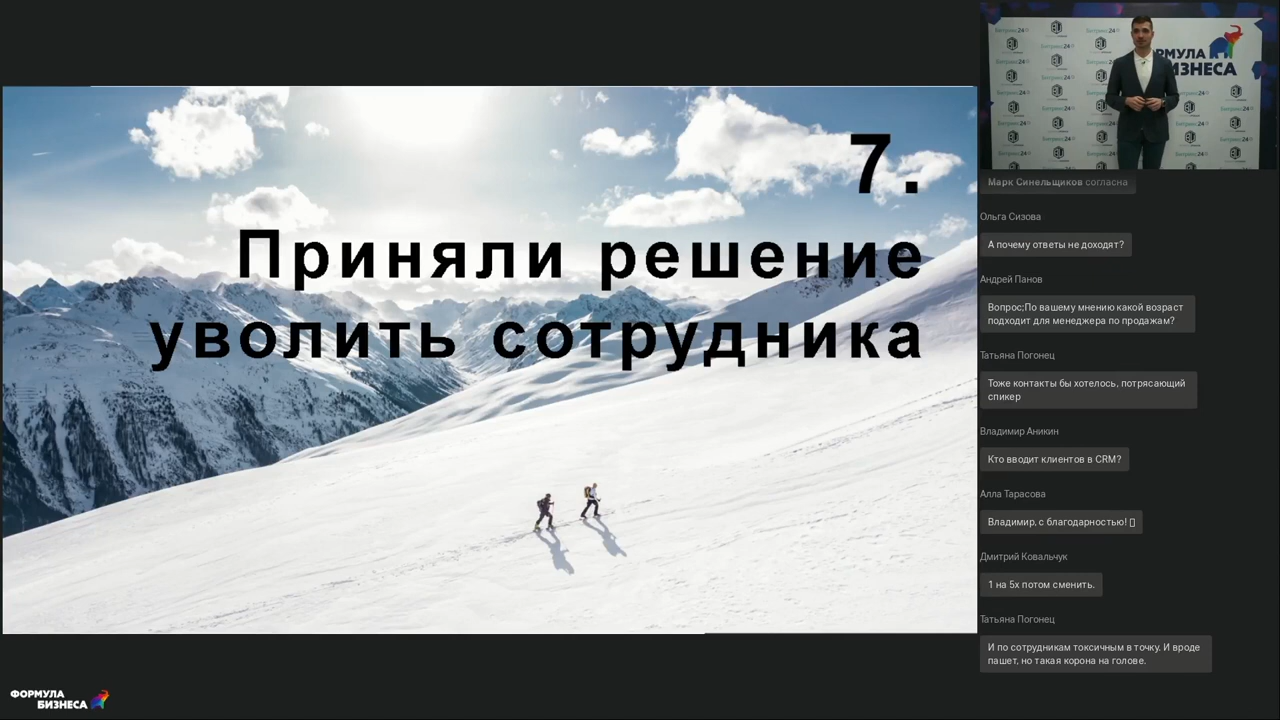 7.
Приняли решение
уволить сотрудника
ФОРМУЛА
БИЗНЕСА
РМУЛА
ИЗНЕСА
Битрикс24
Марк Синельщиков согласна
Ольга Сизова
А почему ответы не доходят?
Андрей Панов
Вопрос;По вашему мнению какой возраст
подходит для менеджера по продажам?
Татьяна Погонец
Тоже контакты бы хотелось, потрясающий
спикер
Владимир Аникин
Кто вводит клиентов в CRM?
Алла Тарасова
Владимир, с благодарностью!
Дмитрий Ковальчук
1 на 5х потом сменить.
Татьяна Погонец
И по сотрудникам токсичным в точку. И вроде
пашет, но такая корона на голове.